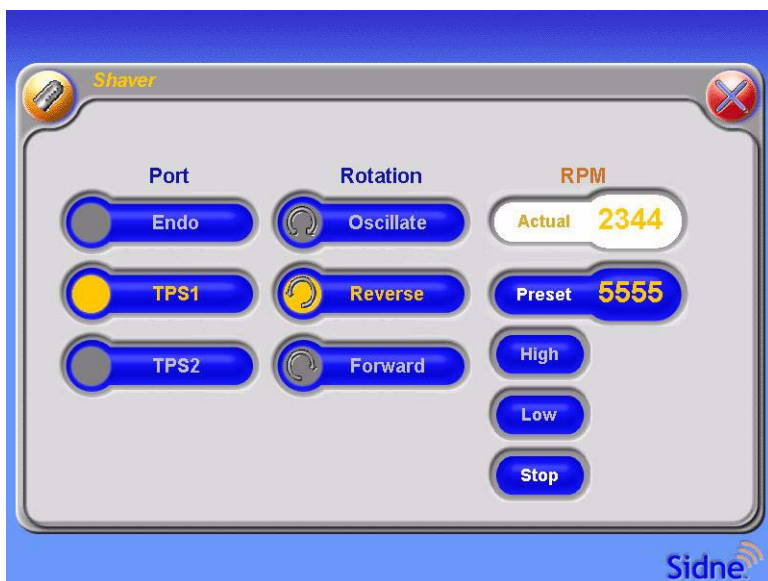 Shaver
Port Rotation RPM
Endo Oscillate Actual 2344
TPS1 Reverse Preset 5555
TPS2 Forward High
Low
Stop
Sidne